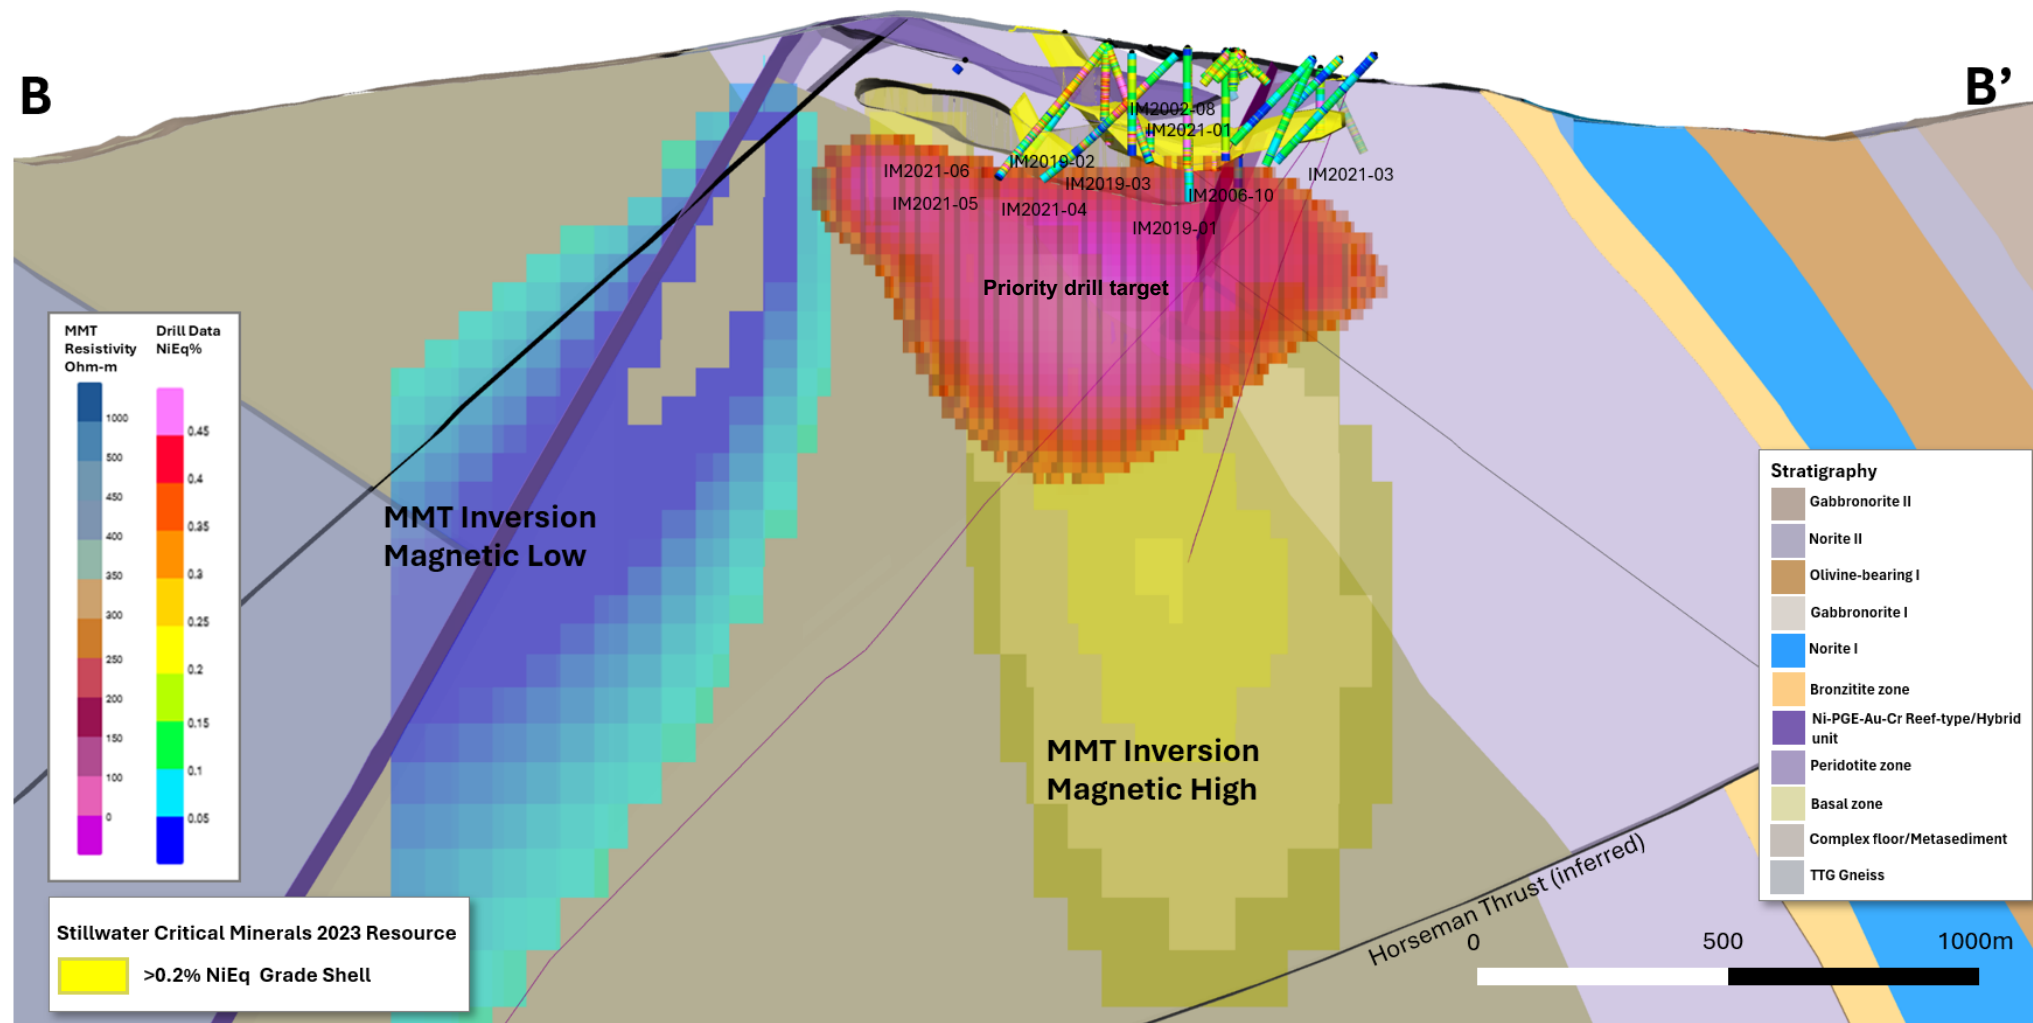 B
B’
IM2002-08
IM2021-01
IM2019-02
IM2021-06
IM2019-03
IM2021-03
IM2006-10
IM2021-05
IM2021-04
IM2019-01
Priority drill target
MMT
Resistivity
Ohm-m
1000
500
450
400
350
300
250
200
150
100
0
Drill Data
NiEq%
0.45
0.4
0.35
0.3
0.25
0.2
0.15
0.1
0.05
MMT Inversion
Magnetic Low
MMT Inversion
Magnetic High
Stratigraphy
Gabbronorite II
Norite II
Olivine-bearing I
Gabbronorite I
Norite I
Bronzitite zone
Ni-PGE-Au-Cr Reef-type/Hybrid
unit
Peridotite zone
Basal zone
Complex floor/Metasediment
TTG Gneiss
Horseman Thrust (inferred)
Stillwater Critical Minerals 2023 Resource
>0.2% NiEq Grade Shell
0 500 1000m